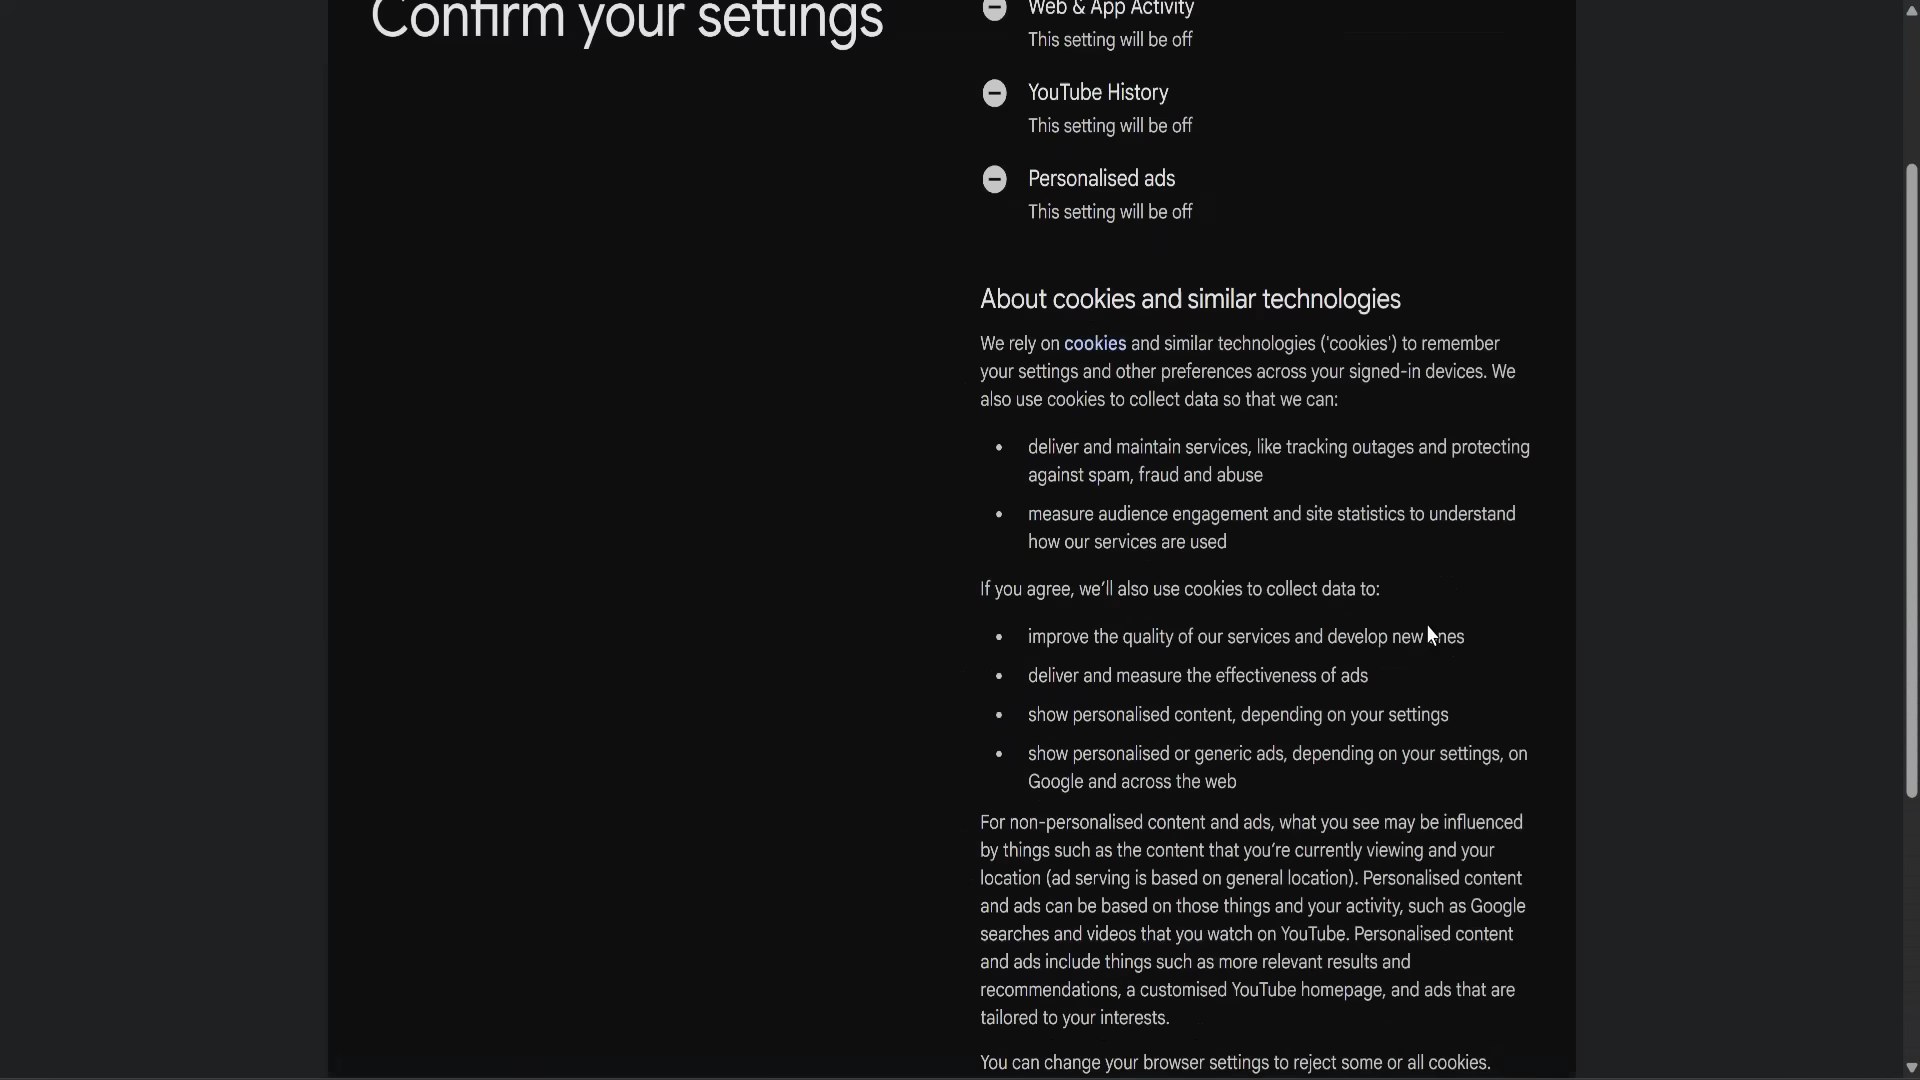 Confirm your settings
Web & App Activity
This setting will be off
YouTube History
This setting will be off
Personalised ads
This setting will be off
About cookies and similar technologies
We rely on cookies and similar technologies ('cookies') to remember
your settings and other preferences across your signed-in devices. We
also use cookies to collect data so that we can:
• deliver and maintain services, like tracking outages and protecting
against spam, fraud and abuse
• measure audience engagement and site statistics to understand
how our services are used
If you agree, we’ll also use cookies to collect data to:
• improve the quality of our services and develop new ones
• deliver and measure the effectiveness of ads
• show personalised content, depending on your settings
• show personalised or generic ads, depending on your settings, on
Google and across the web
For non-personalised content and ads, what you see may be influenced
by things such as the content that you’re currently viewing and your
location (ad serving is based on general location). Personalised content
and ads can be based on those things and your activity, such as Google
searches and videos that you watch on YouTube. Personalised content
and ads include things such as more relevant results and
recommendations, a customised YouTube homepage, and ads that are
tailored to your interests.
You can change your browser settings to reject some or all cookies.